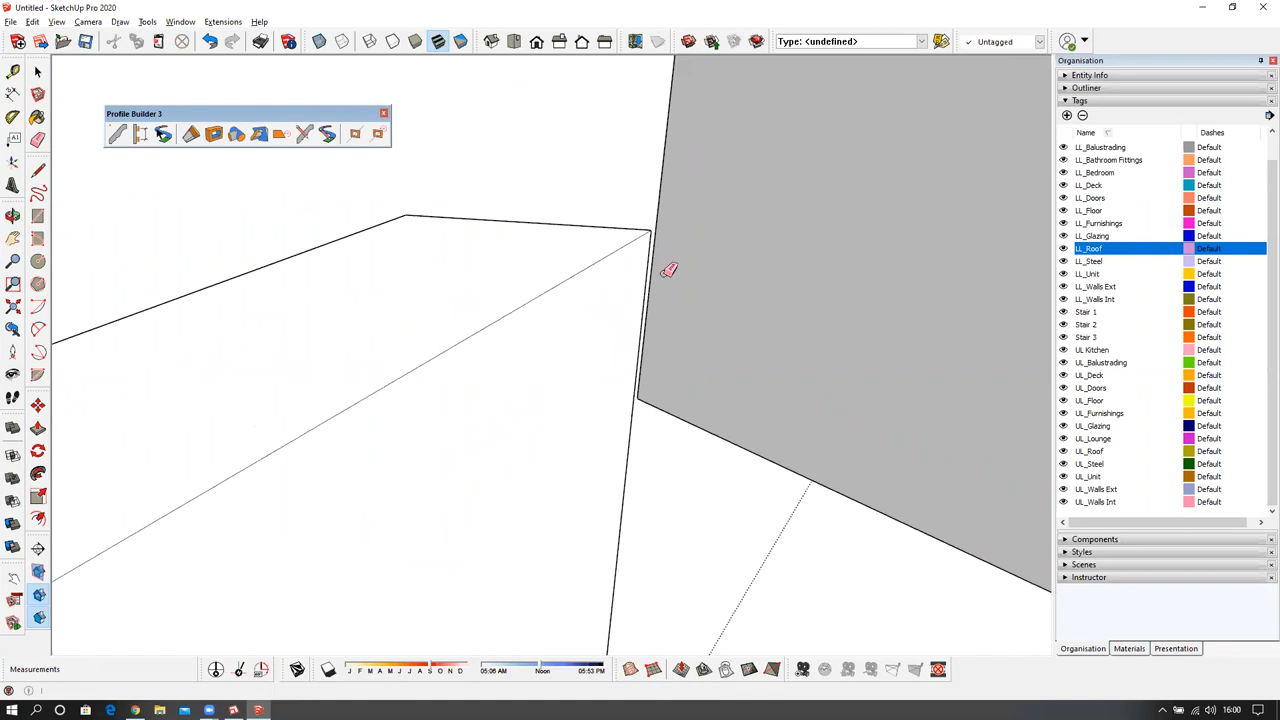 Untitled - SketchUp Pro 2020
File Edit View Camera Draw Tools Window Extensions Help
Type: <undefined>
Untagged
Organisation
Entity Info
Outliner
Tags
Name Dashes
LL_Balustrading Default
LL_Bathroom Fittings Default
LL_Bedroom Default
LL_Deck Default
LL_Doors Default
LL_Floor Default
LL_Furnishings Default
LL_Glazing Default
LL_Roof Default
LL_Steel Default
LL_Unit Default
LL_Walls Ext Default
LL_Walls Int Default
Stair 1 Default
Stair 2 Default
Stair 3 Default
UL Kitchen Default
UL_Balustrading Default
UL_Deck Default
UL_Doors Default
UL_Floor Default
UL_Furnishings Default
UL_Glazing Default
UL_Lounge Default
UL_Roof Default
UL_Steel Default
UL_Unit Default
UL_Walls Ext Default
UL_Walls Int Default
Components
Styles
Scenes
Instructor
Organisation Materials Presentation
Profile Builder 3
A1
Measurements
J F M A M J J A S O N D
05:06 AM Noon 05:53 PM
16:00